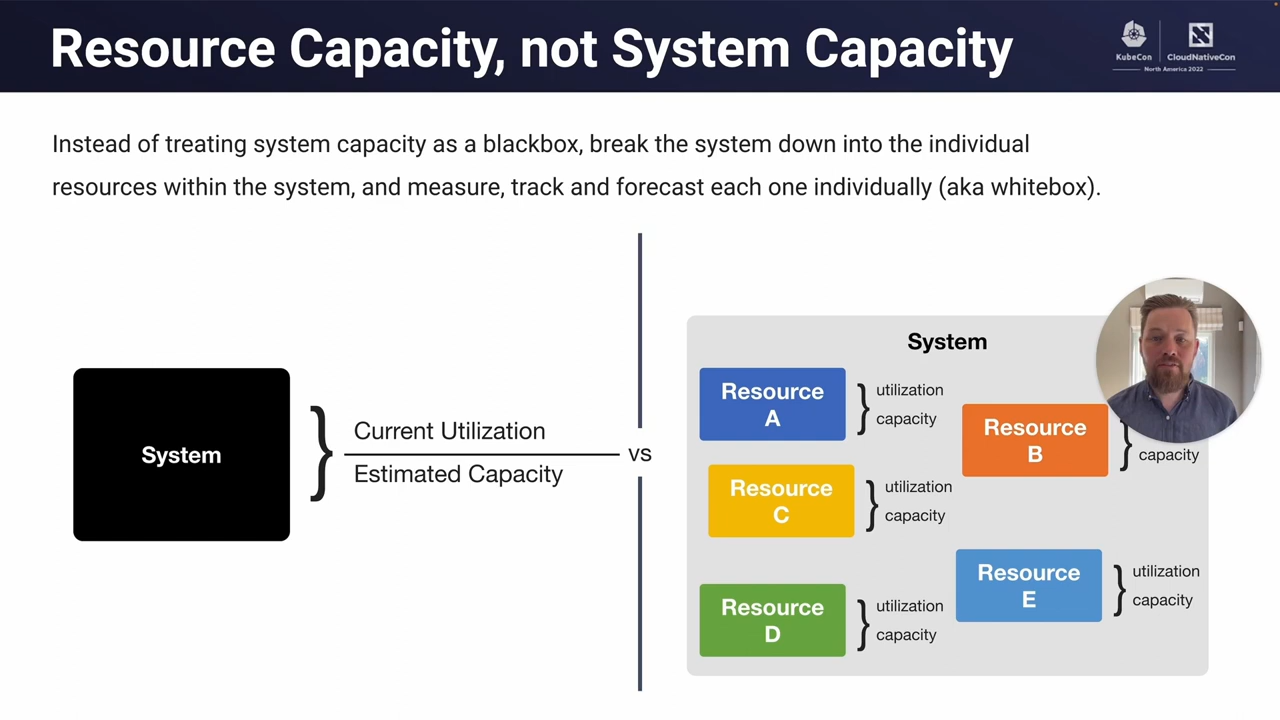 Resource Capacity, not System Capacity
KubeCon
CloudNativeCon
North America 2022
Instead of treating system capacity as a blackbox, break the system down into the individual
resources within the system, and measure, track and forecast each one individually (aka whitebox).
System
Current Utilization
Estimated Capacity
vs
System
Resource
A
utilization
capacity
Resource
B
capacity
Resource
C
utilization
capacity
Resource
E
utilization
capacity
Resource
D
utilization
capacity